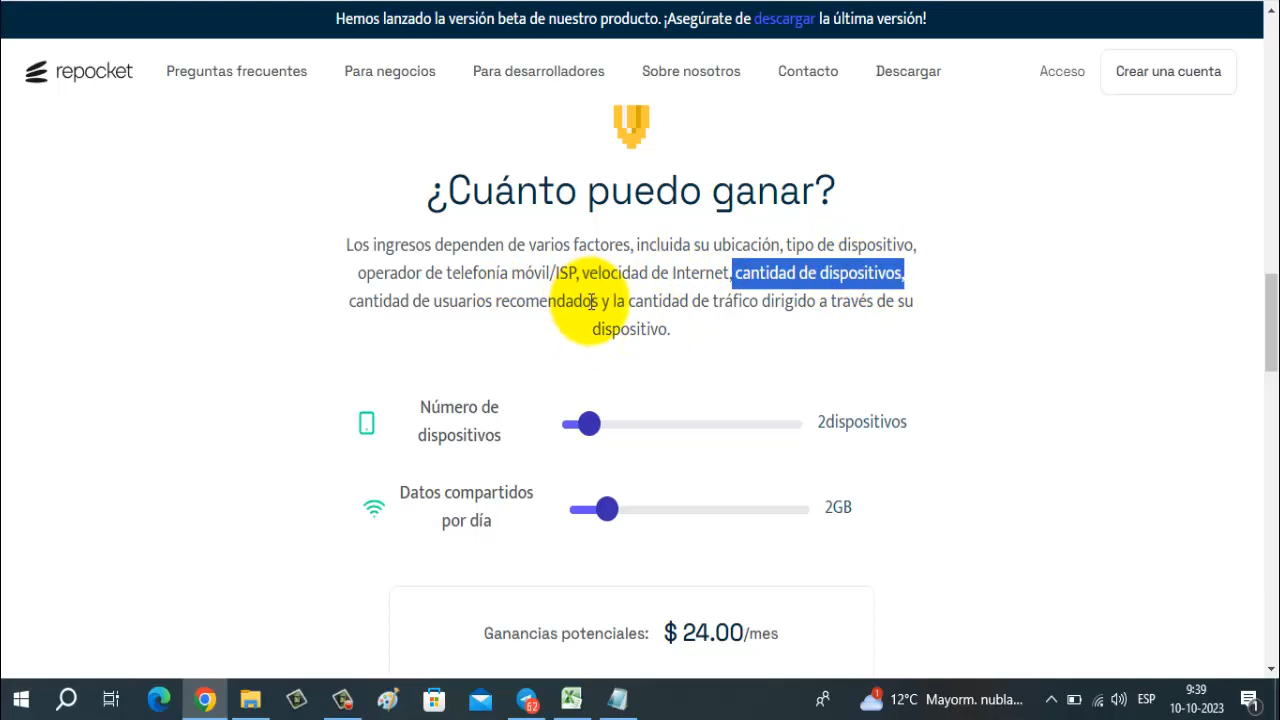 Hemos lanzado la versión beta de nuestro producto. ¡Asegúrate de descargar la última versión!
repocket Preguntas frecuentes Para negocios Para desarrolladores Sobre nosotros Contacto Descargar Acceso Crear una cuenta
¿Cuánto puedo ganar?
Los ingresos dependen de varios factores, incluida su ubicación, tipo de dispositivo,
operador de telefonía móvil/ISP, velocidad de Internet, cantidad de dispositivos,
cantidad de usuarios recomendados y la cantidad de tráfico dirigido a través de su
dispositivo.
Número de
dispositivos
2dispositivos
Datos compartidos
por día
2GB
Ganancias potenciales: $ 24.00/mes
62
1
12°C Mayorm. nubla...
ESP
9:39
10-10-2023
1